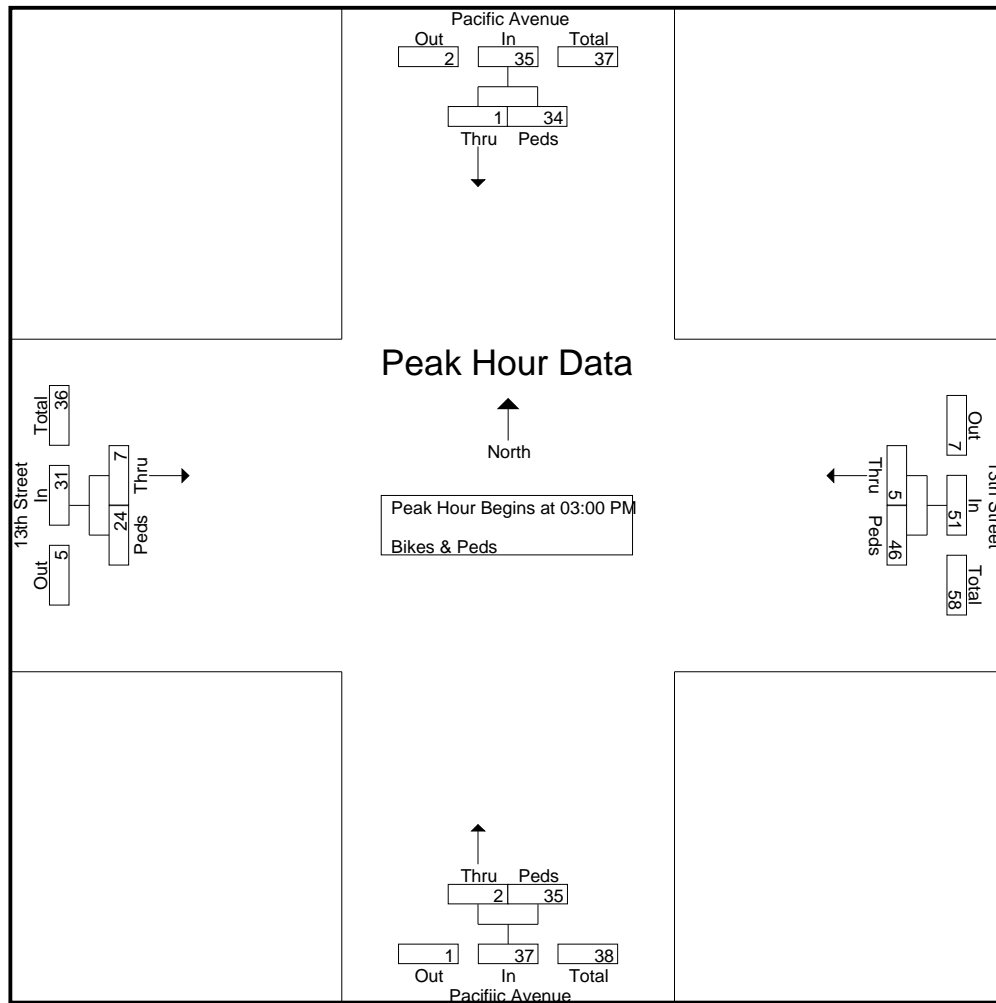 Pacific Avenue
Out In Total
2 35 37
1 34
Thru Peds
Peak Hour Data
North
Peak Hour Begins at 03:00 PM
Bikes & Peds
13th Street
Out In Total
5 31 36
24 7
Peds Thru
Thru Peds
5 46
Out In Total
7 51 58
13th Street
Thru Peds
2 35
1 37 38
Out In Total
Pacifiic Avenue